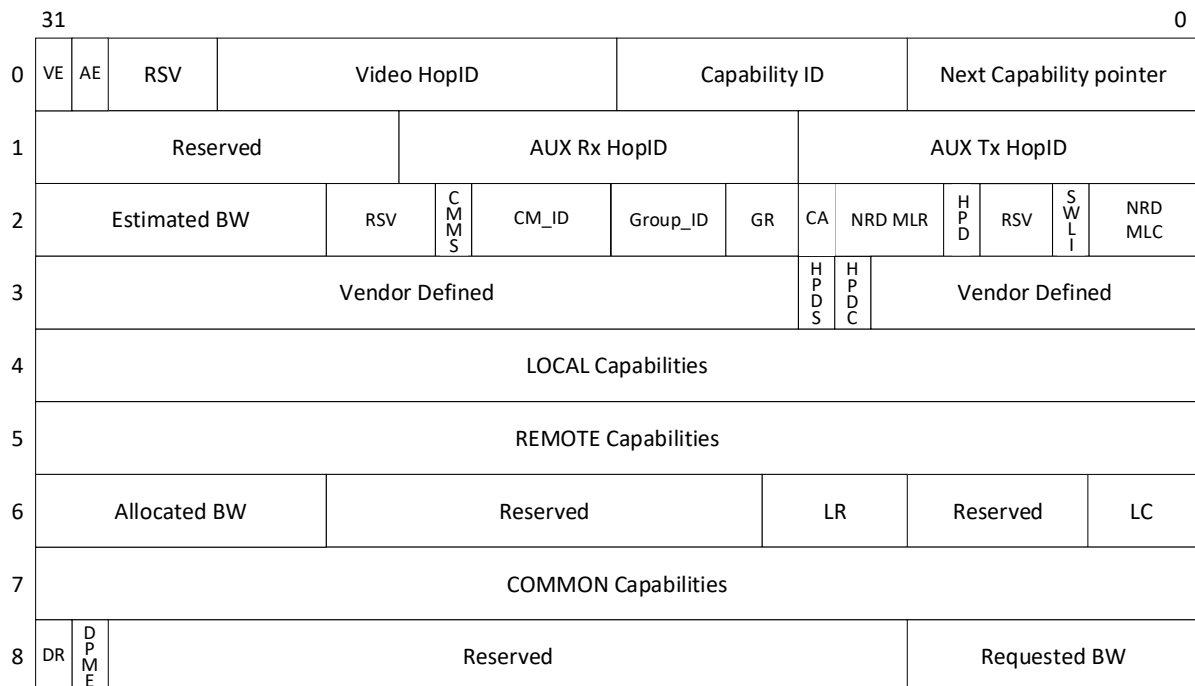 31 0
0 VE AE RSV Video HopID Capability ID Next Capability pointer
1 Reserved AUX Rx HopID AUX Tx HopID
2 Estimated BW RSV CMMS CM_ID Group_ID GR CA NRD MLR HPD RSV SWLI NRD MLC
3 Vendor Defined HPDS HPDC Vendor Defined
4 LOCAL Capabilities
5 REMOTE Capabilities
6 Allocated BW Reserved LR Reserved LC
7 COMMON Capabilities
8 DR DPME Reserved Requested BW